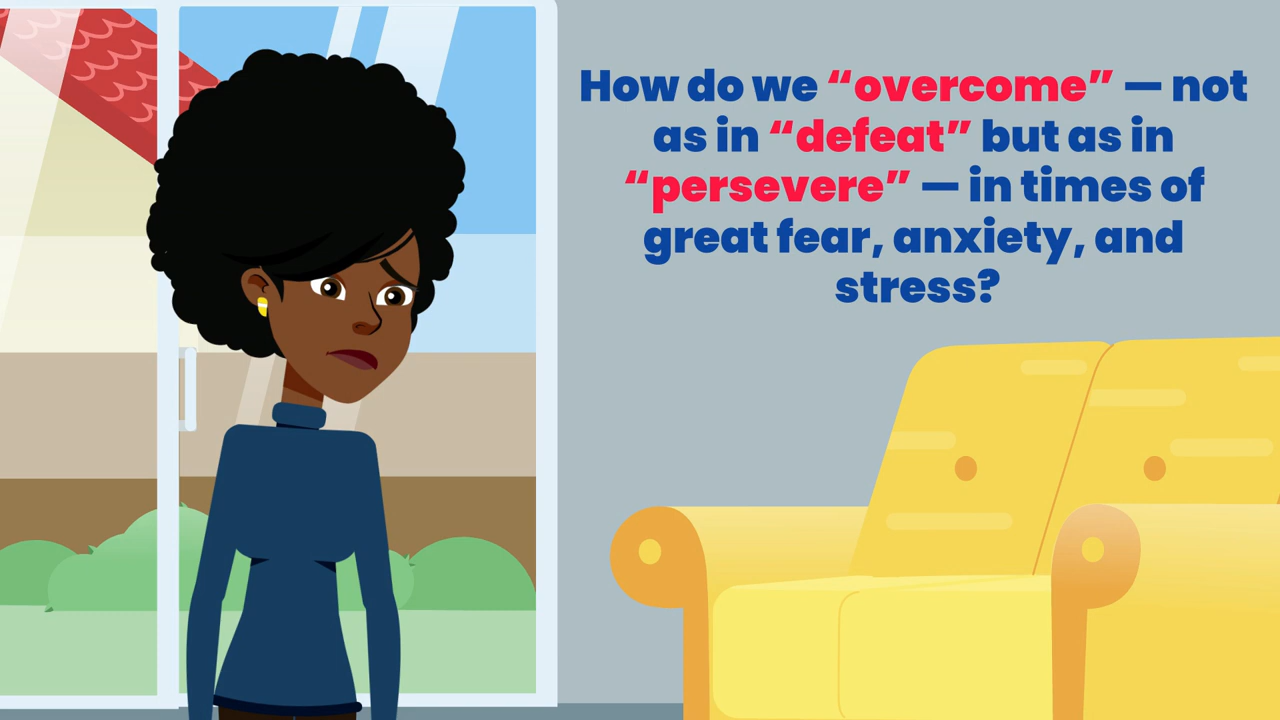 How do we “overcome” — not
as in “defeat” but as in
“persevere” — in times of
great fear, anxiety, and
stress?